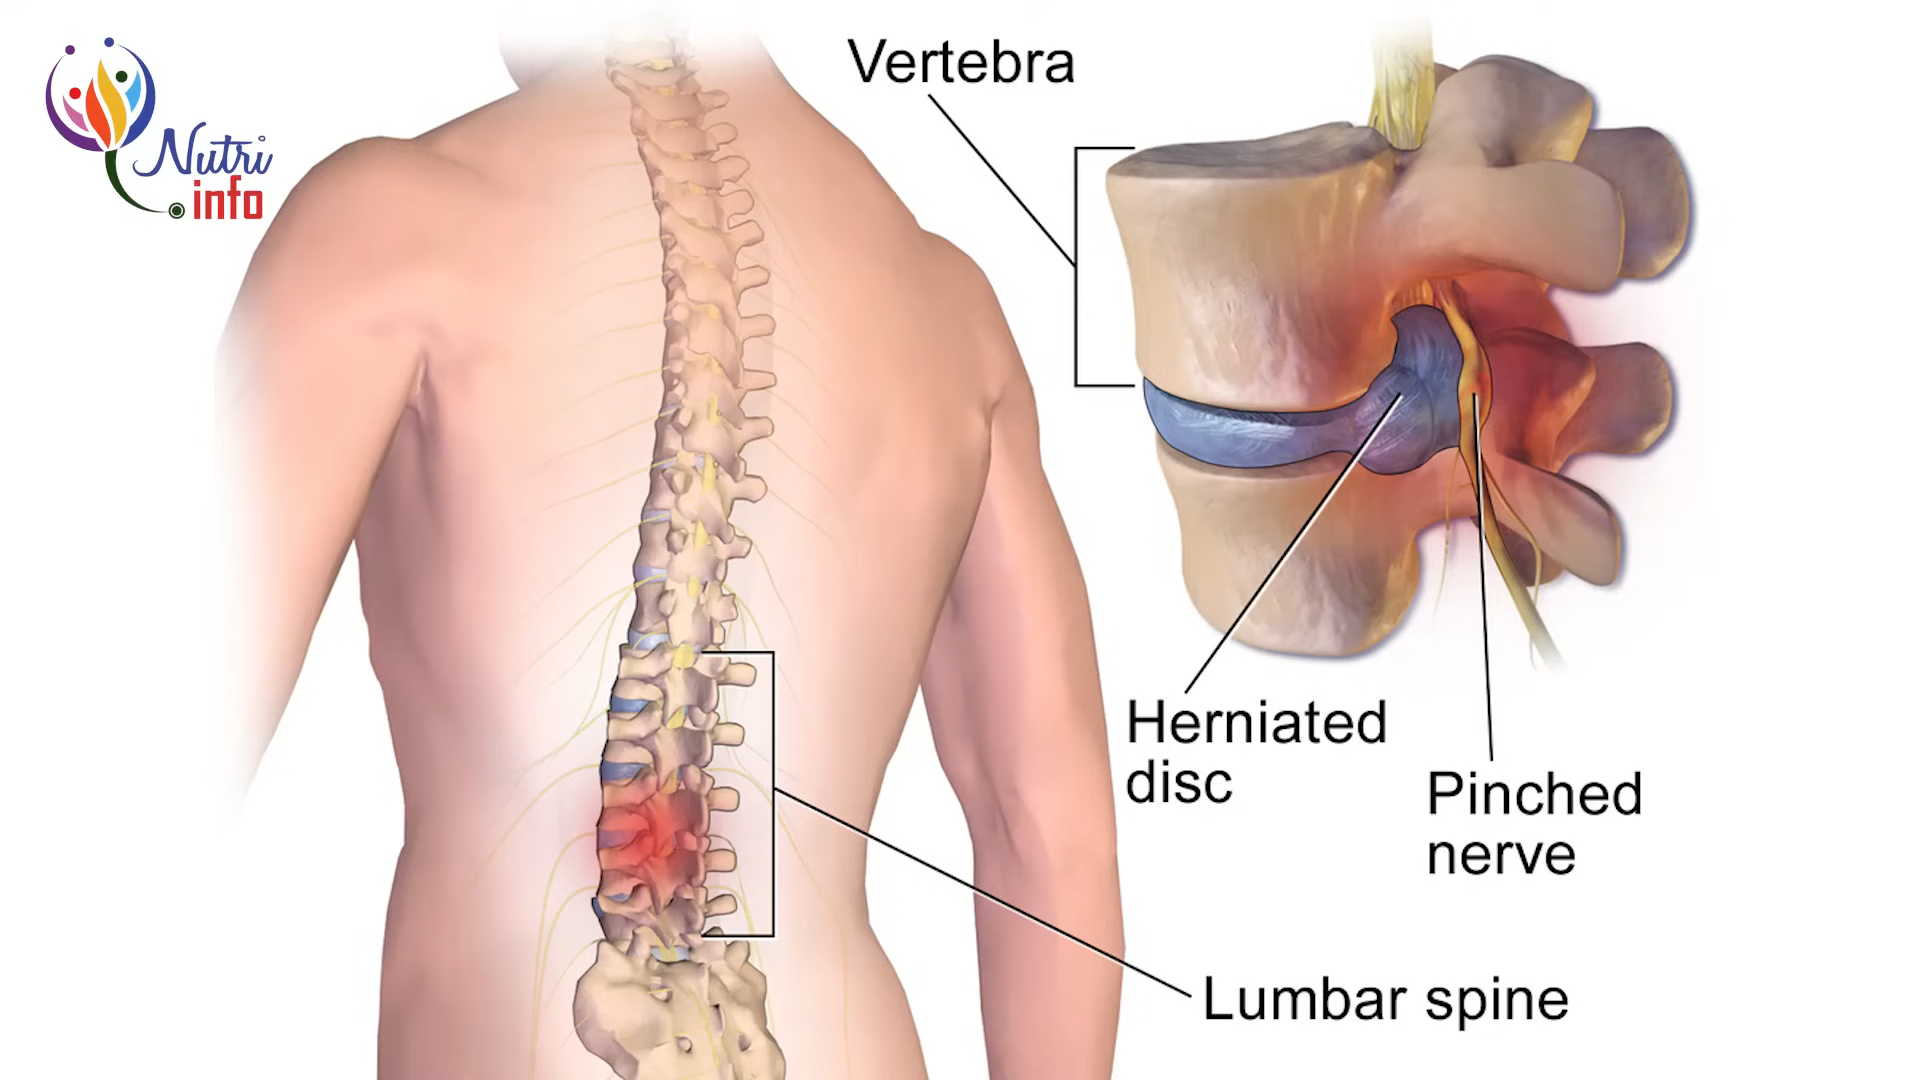 Nutri
info
Vertebra
Herniated
disc
Pinched
nerve
Lumbar spine